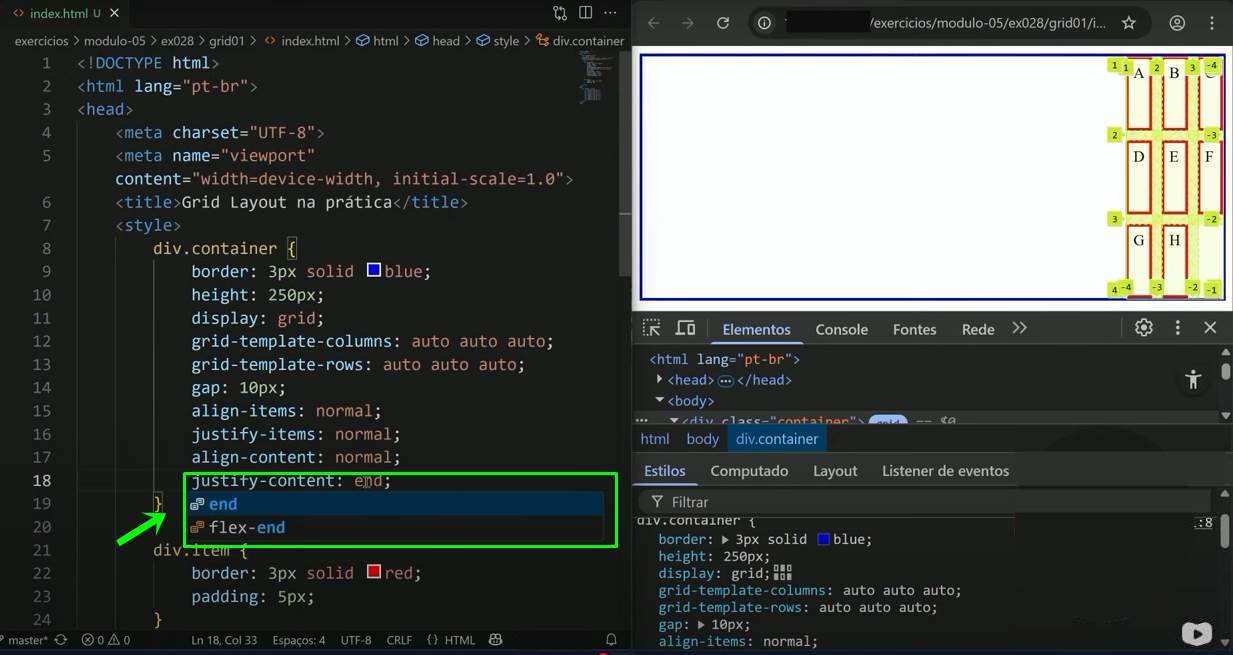 index.html U
exercicios > modulo-05 > ex028 > grid01 > index.html > html > head > style > div.container
1 <!DOCTYPE html>
2 <html lang="pt-br">
3 <head>
4 <meta charset="UTF-8">
5 <meta name="viewport"
content="width=device-width, initial-scale=1.0">
6 <title>Grid Layout na prática</title>
7 <style>
8 div.container {
9 border: 3px solid blue;
10 height: 250px;
11 display: grid;
12 grid-template-columns: auto auto auto;
13 grid-template-rows: auto auto auto;
14 gap: 10px;
15 align-items: normal;
16 justify-items: normal;
17 align-content: normal;
18 justify-content: end;
end
19 }
flex-end
20
21 div.item {
22 border: 3px solid red;
23 padding: 5px;
24 }
master* 0 0 Ln 18, Col 33 Espaços: 4 UTF-8 CRLF {} HTML
/exercicios/modulo-05/ex028/grid01/i...
1 1 2 3 -4
A B C
2 -3
D E F
3 -2
G H
4 -4 -3 -2 -1
Elementos Console Fontes Rede
<html lang="pt-br">
<head> </head>
<body>
<div class="container"> grid == $0
html body div.container
Estilos Computado Layout Listener de eventos
Filtrar
div.container { .:8
border: 3px solid blue;
height: 250px;
display: grid;
grid-template-columns: auto auto auto;
grid-template-rows: auto auto auto;
gap: 10px;
align-items: normal;